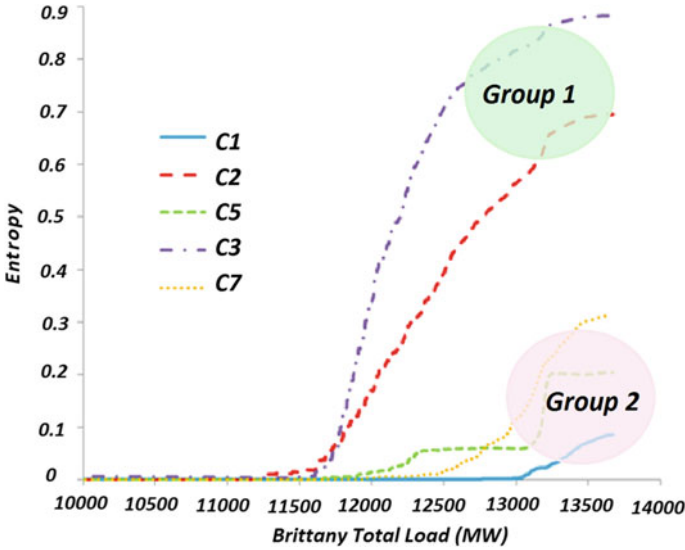 0.9
0.8
0.7
0.6
0.5
0.4
0.3
0.2
0.1
0
Entropy
C1
C2
C5
C3
C7
Group 1
Group 2
10000 10500 11000 11500 12000 12500 13000 13500 14000
Brittany Total Load (MW)